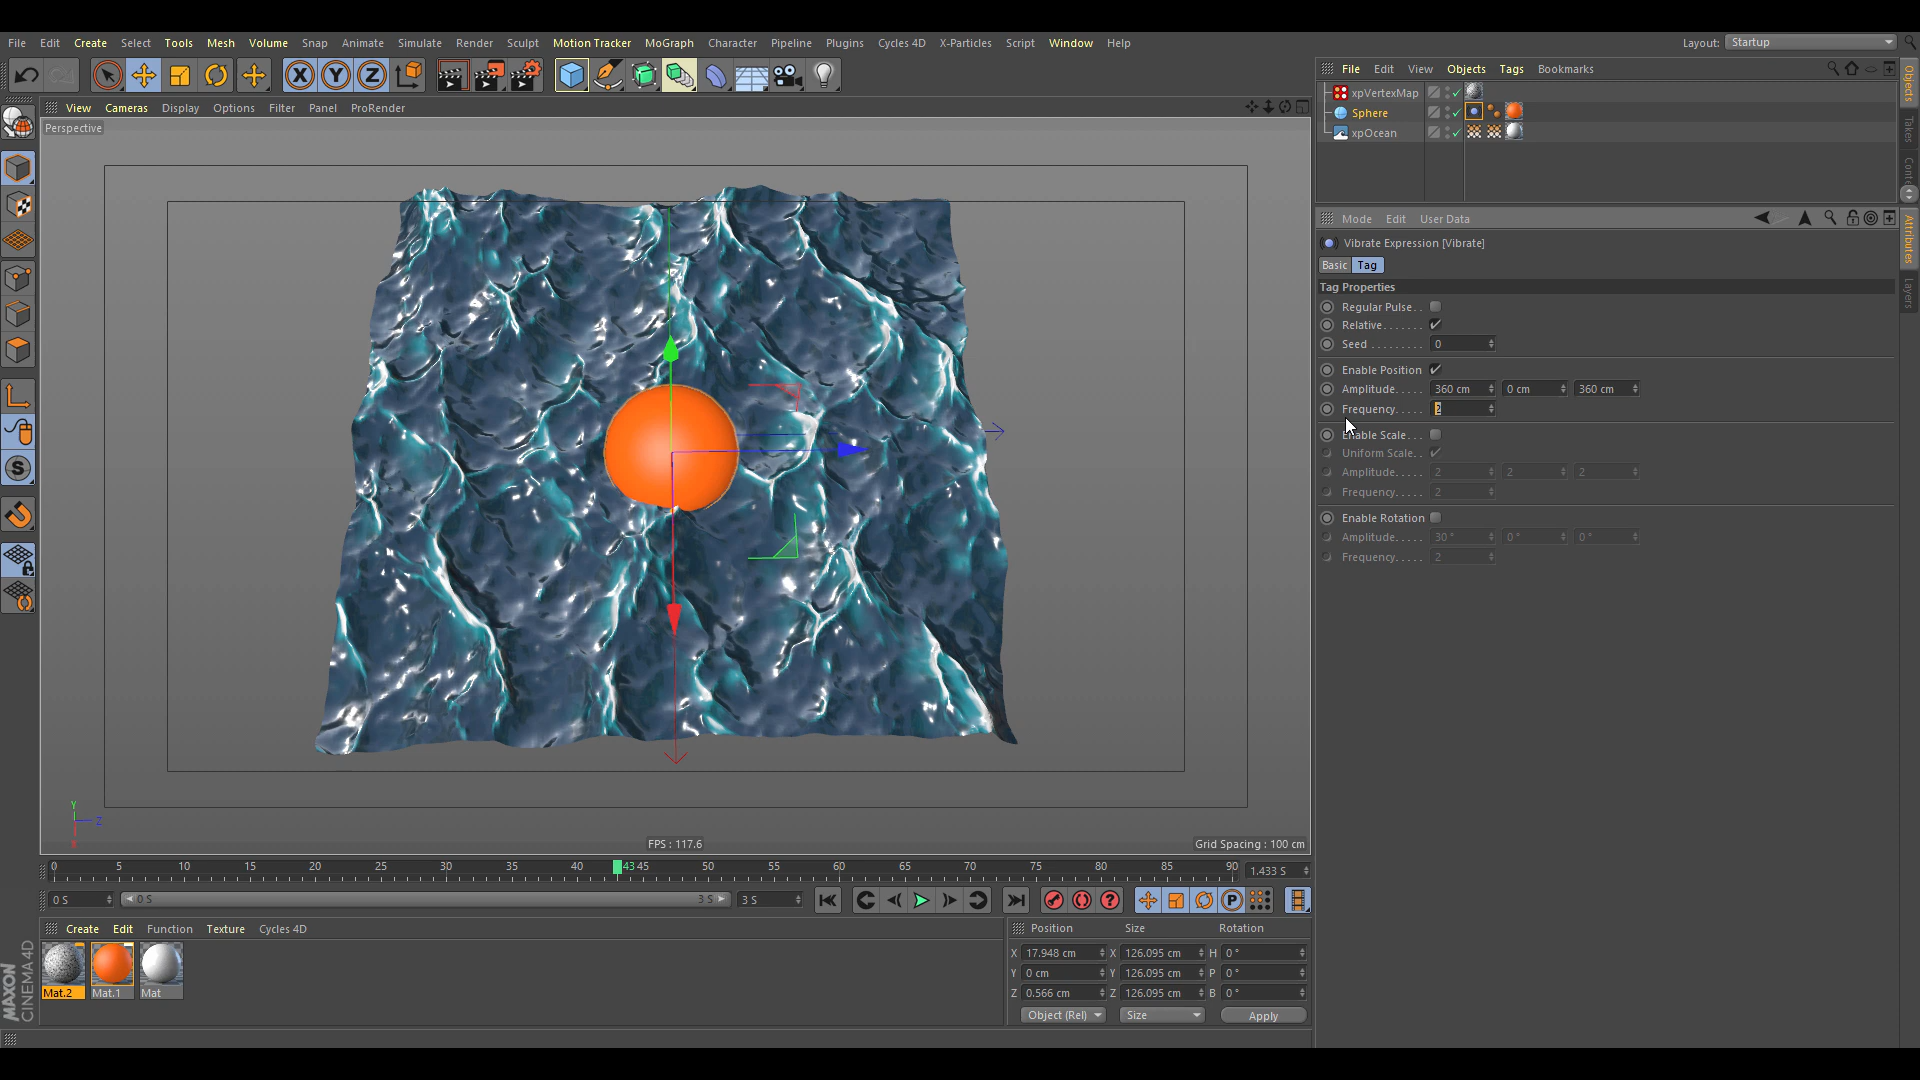 File Edit Create Select Tools Mesh Volume Snap Animate Simulate Render Sculpt Motion Tracker MoGraph Character Pipeline Plugins Cycles 4D X-Particles Script Window Help
Layout: Startup
X Y Z
File Edit View Objects Tags Bookmarks
xpVertexMap
Sphere
xpOcean
Objects
Takes
View Cameras Display Options Filter Panel ProRender
Perspective
Mode Edit User Data
Attributes
Layers
Vibrate Expression [Vibrate]
Basic Tag
Tag Properties
Regular Pulse. .
Relative. . . . . . .
Seed . . . . . . . . . 0
Enable Position
Amplitude. . . . . 360 cm 0 cm 360 cm
Frequency. . . . . 2
Enable Scale. . .
Uniform Scale. .
Amplitude. . . . . 2 2 2
Frequency. . . . . 2
Enable Rotation
Amplitude. . . . . 30 ° 0 ° 0 °
Frequency. . . . . 2
Y
Z
X
FPS : 117.6
Grid Spacing : 100 cm
0 5 10 15 20 25 30 35 40 43 45 50 55 60 65 70 75 80 85 90 1.433 S
0 S 0 S 3 S 3 S
P
Create Edit Function Texture Cycles 4D
Mat.2 Mat.1 Mat
MAXON
CINEMA 4D
Position Size Rotation
X 17.948 cm X 126.095 cm H 0 °
Y 0 cm Y 126.095 cm P 0 °
Z 0.566 cm Z 126.095 cm B 0 °
Object (Rel) Size Apply